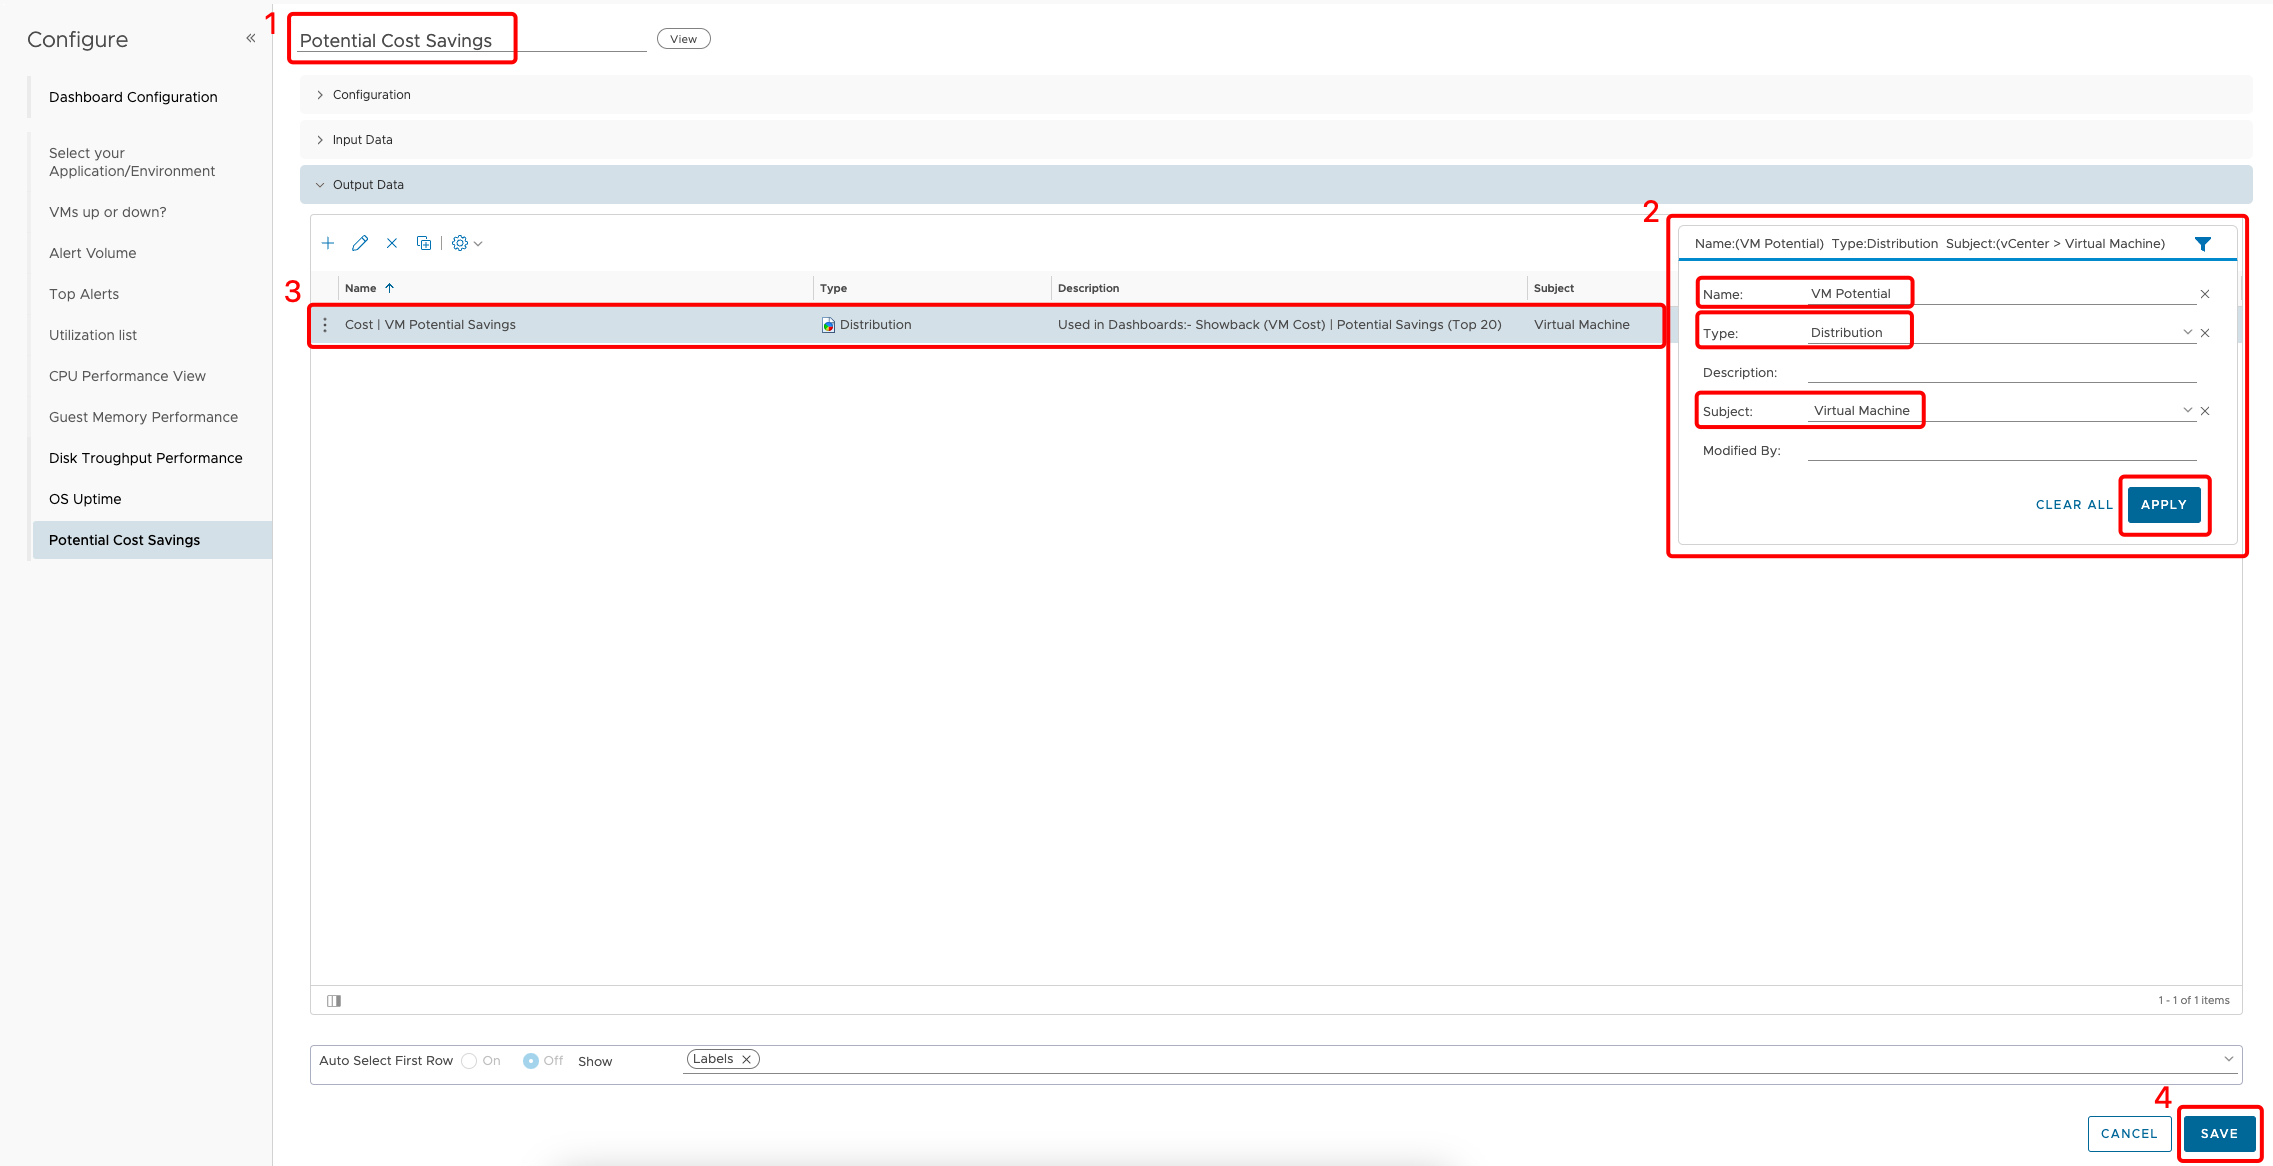 Configure
Dashboard Configuration
Select your
Application/Environment
VMs up or down?
Alert Volume
Top Alerts
Utilization list
CPU Performance View
Guest Memory Performance
Disk Troughput Performance
OS Uptime
Potential Cost Savings
1
Potential Cost Savings View
Configuration
Input Data
Output Data
2
Name:(VM Potential) Type:Distribution Subject:(vCenter > Virtual Machine)
Name: VM Potential
Type: Distribution
Description:
Subject: Virtual Machine
Modified By:
CLEAR ALL APPLY
3
Name Type Description Subject
Cost | VM Potential Savings Distribution Used in Dashboards:- Showback (VM Cost) | Potential Savings (Top 20) Virtual Machine
1 - 1 of 1 items
Auto Select First Row On Off Show Labels
4
CANCEL SAVE